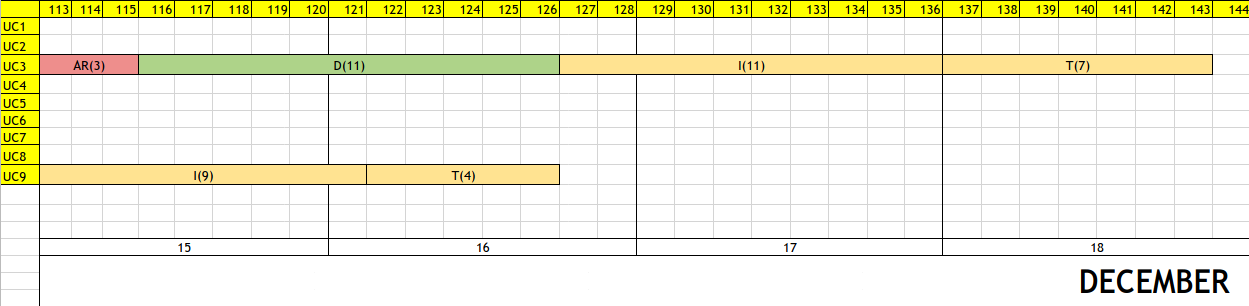 113 114 115 116 117 118 119 120 121 122 123 124 125 126 127 128 129 130 131 132 133 134 135 136 137 138 139 140 141 142 143 144
UC1
UC2
UC3 AR(3) D(11) I(11) T(7)
UC4
UC5
UC6
UC7
UC8
UC9 I(9) T(4)
15 16 17 18
DECEMBER